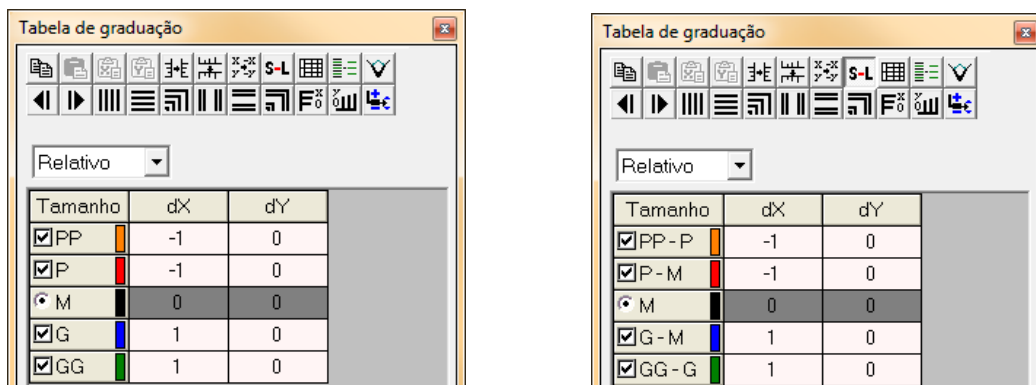 Tabela de graduação
S-L
Relativo
Tamanho dX dY
PP -1 0
P -1 0
M 0 0
G 1 0
GG 1 0
Tabela de graduação
S-L
Relativo
Tamanho dX dY
PP - P -1 0
P - M -1 0
M 0 0
G - M 1 0
GG - G 1 0